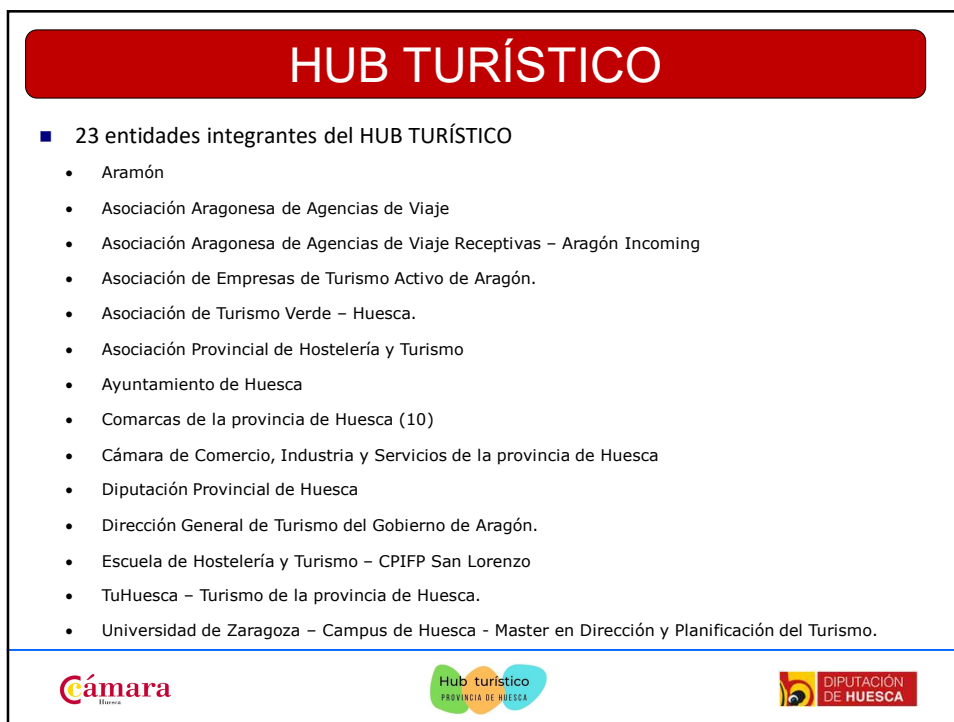 HUB TURÍSTICO
23 entidades integrantes del HUB TURÍSTICO
Aramón
Asociación Aragonesa de Agencias de Viaje
Asociación Aragonesa de Agencias de Viaje Receptivas – Aragón Incoming
Asociación de Empresas de Turismo Activo de Aragón.
Asociación de Turismo Verde – Huesca.
Asociación Provincial de Hostelería y Turismo
Ayuntamiento de Huesca
Comarcas de la provincia de Huesca (10)
Cámara de Comercio, Industria y Servicios de la provincia de Huesca
Diputación Provincial de Huesca
Dirección General de Turismo del Gobierno de Aragón.
Escuela de Hostelería y Turismo – CPIFP San Lorenzo
TuHuesca – Turismo de la provincia de Huesca.
Universidad de Zaragoza – Campus de Huesca - Master en Dirección y Planificación del Turismo.
Cámara
Huesca
Hub turístico
PROVINCIA DE HUESCA
DIPUTACIÓN
DE HUESCA